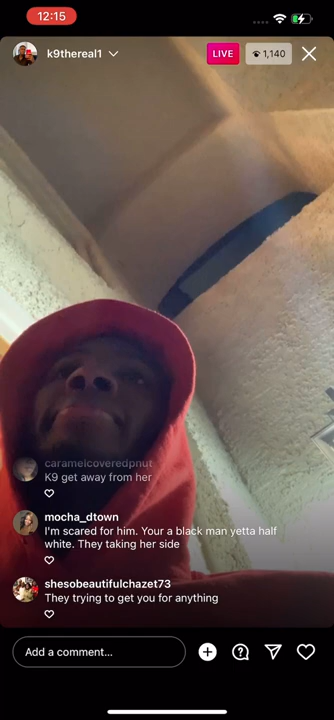 12:15
k9thereal1
LIVE
1,140
caramelcoveredpnut
K9 get away from her
mocha_dtown
I'm scared for him. Your a black man yetta half
white. They taking her side
shesobeautifulchazet73
They trying to get you for anything
Add a comment...